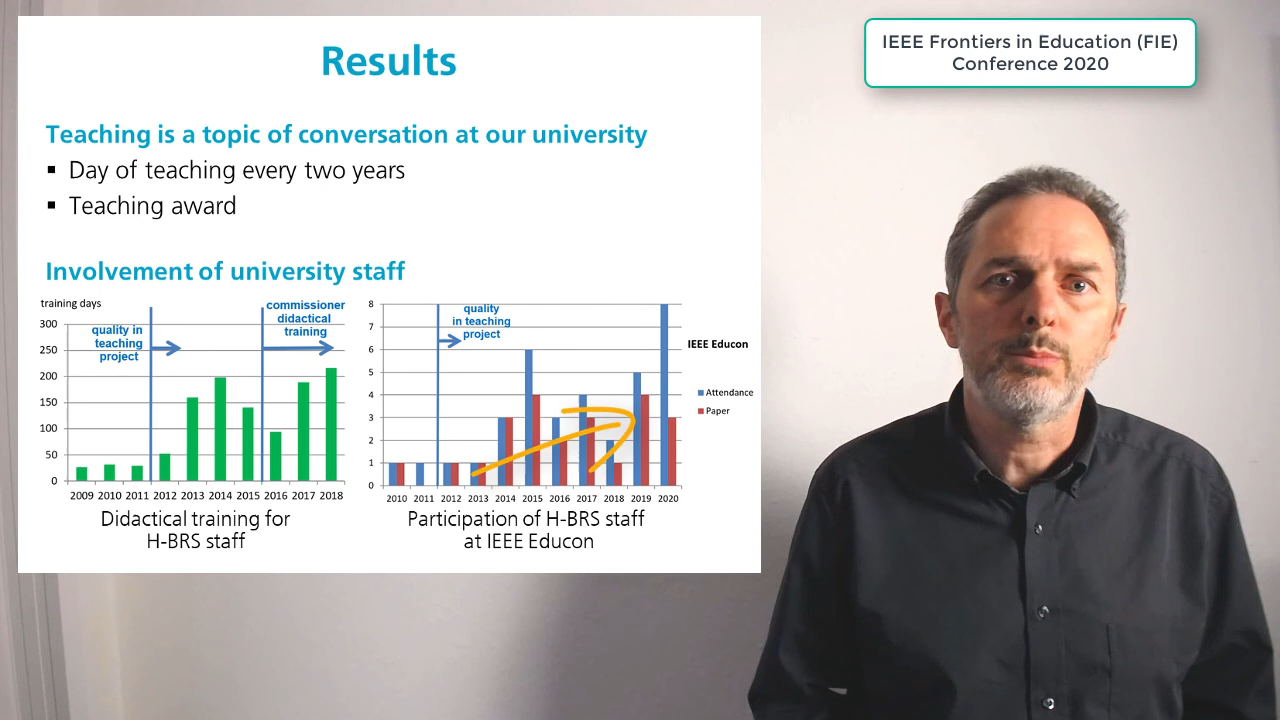 Results
Teaching is a topic of conversation at our university
▪ Day of teaching every two years
▪ Teaching award
Involvement of university staff
training days
300
250
200
150
100
50
0
quality in
teaching
project
commissioner
didactical
training
2009 2010 2011 2012 2013 2014 2015 2016 2017 2018
Didactical training for
H-BRS staff
8
7
6
5
4
3
2
1
0
quality
in teaching
project
IEEE Educon
Attendance
Paper
2010 2011 2012 2013 2014 2015 2016 2017 2018 2019 2020
Participation of H-BRS staff
at IEEE Educon
IEEE Frontiers in Education (FIE)
Conference 2020